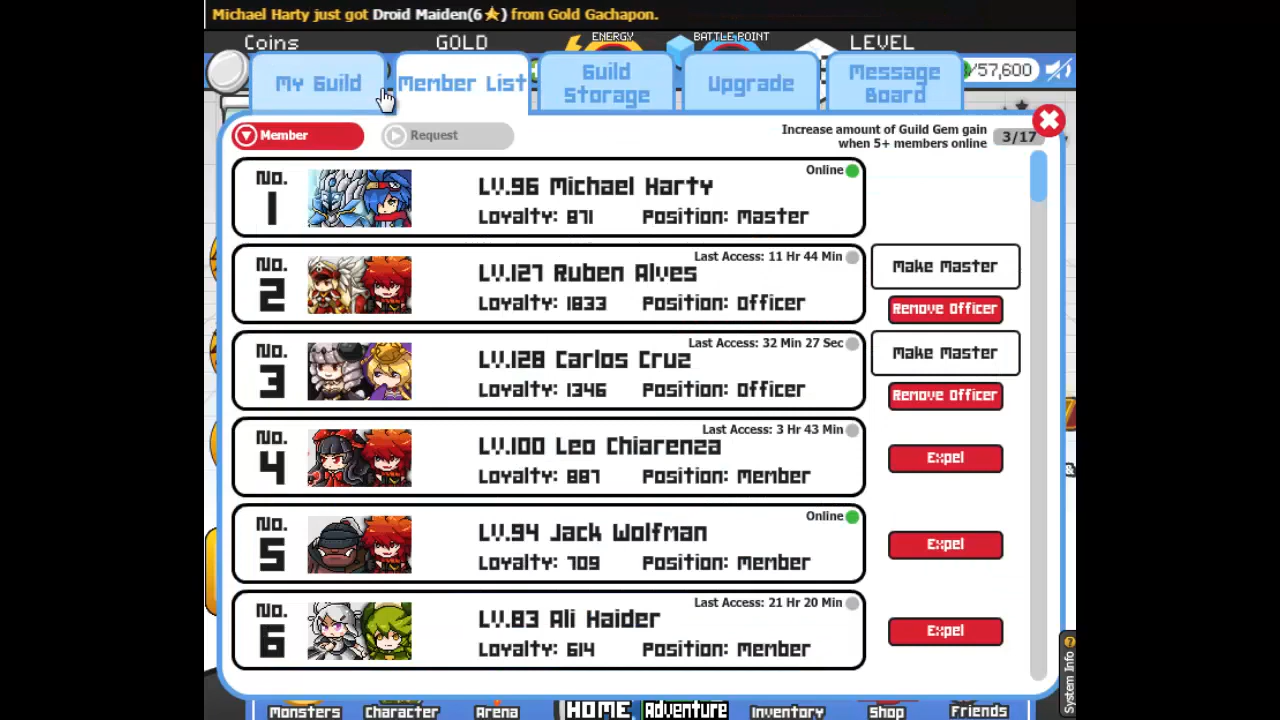 Michael Harty just got Droid Maiden(6★) from Gold Gachapon.
Coins GOLD ENERGY BATTLE POINT LEVEL
My Guild Member List Guild Storage Upgrade Message Board /57,600
Member Request Increase amount of Guild Gem gain when 5+ members online 3/17
No. 1 LV.96 Michael Harty Online
Loyalty: 871 Position: Master
No. 2 LV.127 Ruben Alves Last Access: 11 Hr 44 Min Make Master
Loyalty: 1833 Position: Officer Remove Officer
No. 3 LV.128 Carlos Cruz Last Access: 32 Min 27 Sec Make Master
Loyalty: 1346 Position: Officer Remove Officer
No. 4 LV.100 Leo Chiarenza Last Access: 3 Hr 43 Min
Loyalty: 887 Position: Member Expel
No. 5 LV.94 Jack Wolfman Online
Loyalty: 709 Position: Member Expel
No. 6 LV.83 Ali Haider Last Access: 21 Hr 20 Min
Loyalty: 614 Position: Member Expel
System Info
Monsters Character Arena HOME Adventure Inventory Shop Friends